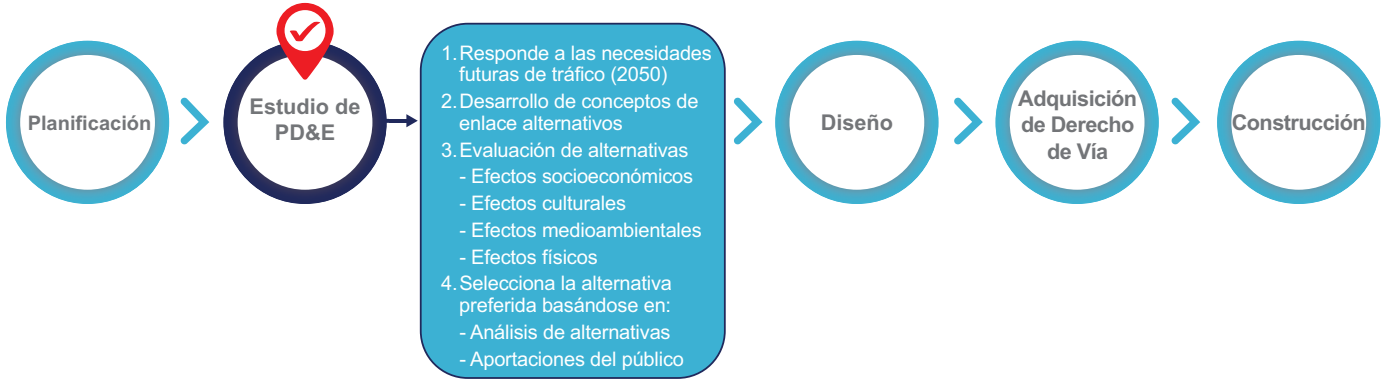 Planificación
Estudio de
PD&E
1. Responde a las necesidades
futuras de tráfico (2050)
2. Desarrollo de conceptos de
enlace alternativos
3. Evaluación de alternativas
- Efectos socioeconómicos
- Efectos culturales
- Efectos medioambientales
- Efectos físicos
4. Selecciona la alternativa
preferida basándose en:
- Análisis de alternativas
- Aportaciones del público
Diseño
Adquisición
de Derecho
de Vía
Construcción